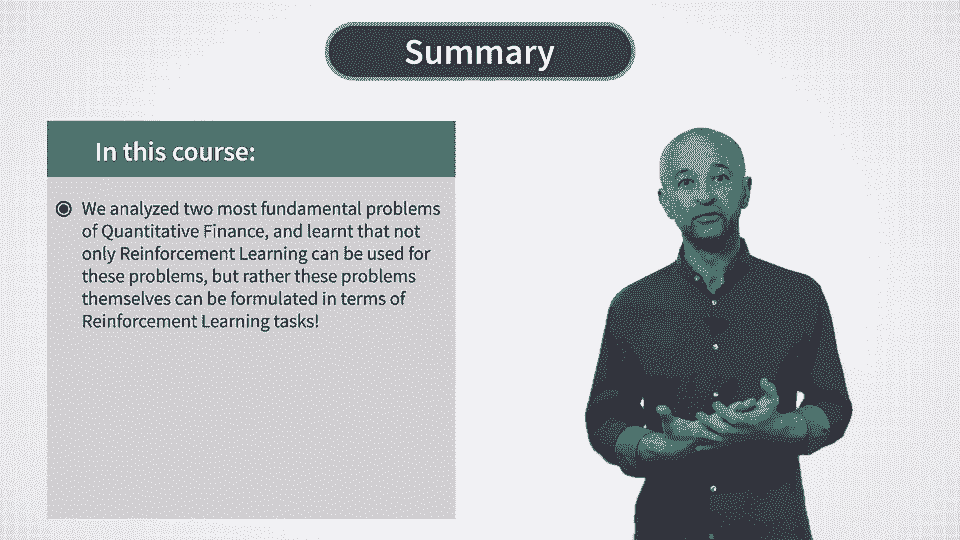 Summary
In this course:
We analyzed two most fundamental problems
of Quantitative Finance, and learnt that not
only Reinforcement Learning can be used for
these problems, but rather these problems
themselves can be formulated in terms of
Reinforcement Learning tasks!